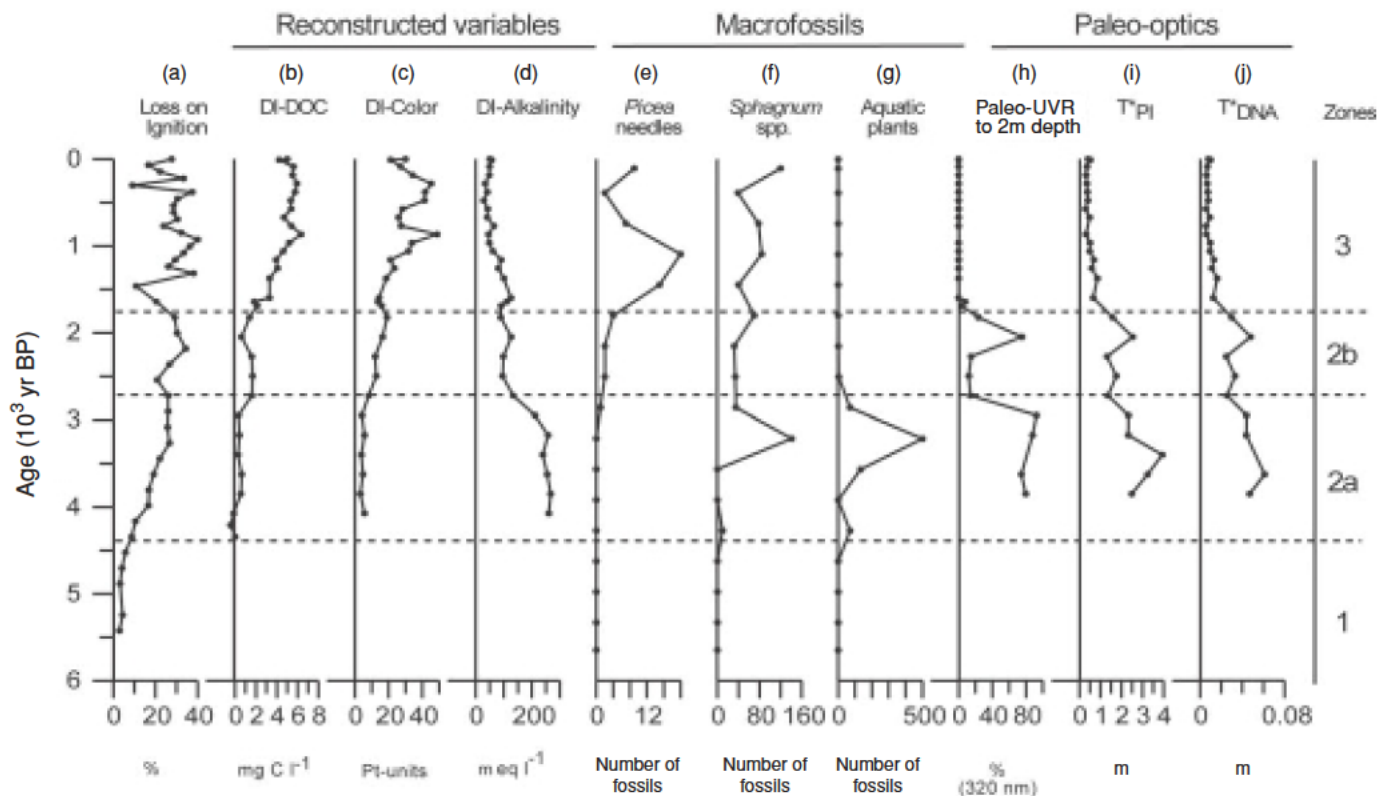 Reconstructed variables Macrofossils Paleo-optics
(a) (b) (c) (d) (e) (f) (g) (h) (i) (j)
Loss on Ignition DI-DOC DI-Color DI-Alkalinity Picea needles Sphagnum spp. Aquatic plants Paleo-UVR to 2m depth T*PI T*DNA Zones
Age (10³ yr BP)
0
1
2
3
4
5
6
3
2b
2a
1
0 20 40 0 2 4 6 8 0 20 40 0 200 0 12 0 80 160 0 500 0 40 80 0 1 2 3 4 0 0.08
% mg C l⁻¹ Pt-units m eq l⁻¹ Number of fossils Number of fossils Number of fossils % (320 nm) m m